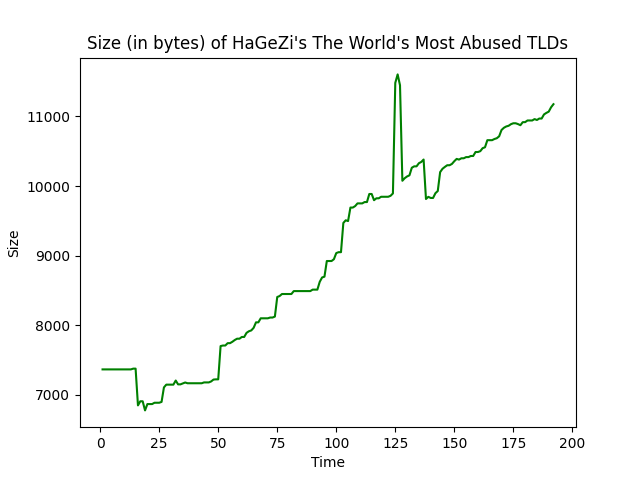 Size (in bytes) of HaGeZi's The World's Most Abused TLDs
11000
10000
9000
8000
7000
Size
0 25 50 75 100 125 150 175 200
Time